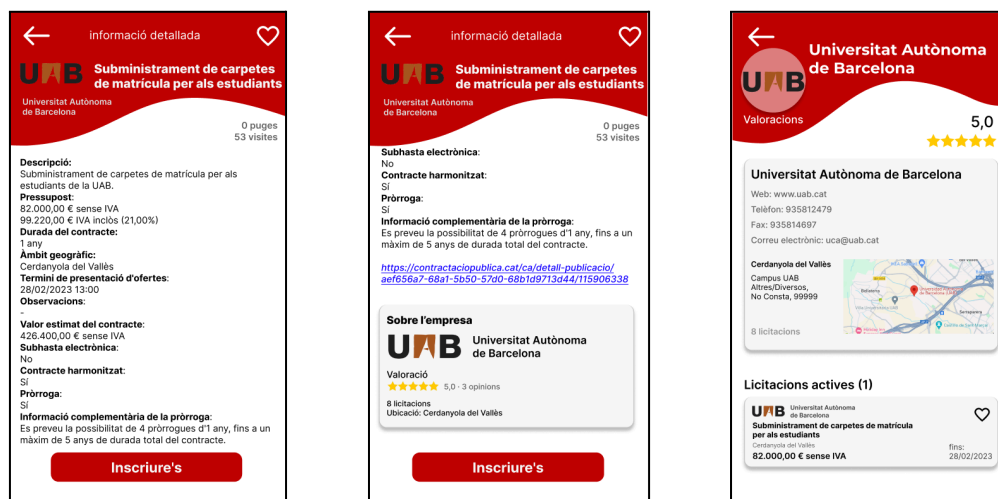 informació detallada
UAB
Subministrament de carpetes
de matrícula per als estudiants
Universitat Autònoma
de Barcelona
0 puges
53 visites
Descripció:
Subministrament de carpetes de matrícula per als
estudiants de la UAB.
Pressupost:
82.000,00 € sense IVA
99.220,00 € IVA inclòs (21,00%)
Durada del contracte:
1 any
Àmbit geogràfic:
Cerdanyola del Vallès
Termini de presentació d'ofertes:
28/02/2023 13:00
Observacions:
-
Valor estimat del contracte:
426.400,00 € sense IVA
Subhasta electrònica:
No
Contracte harmonitzat:
Sí
Pròrroga:
Sí
Informació complementària de la pròrroga:
Es preveu la possibilitat de 4 pròrrogues d'1 any, fins a un
màxim de 5 anys de durada total del contracte.
Inscriure's
informació detallada
UAB
Subministrament de carpetes
de matrícula per als estudiants
Universitat Autònoma
de Barcelona
0 puges
53 visites
Subhasta electrònica:
No
Contracte harmonitzat:
Sí
Pròrroga:
Sí
Informació complementària de la pròrroga:
Es preveu la possibilitat de 4 pròrrogues d'1 any, fins a un
màxim de 5 anys de durada total del contracte.
https://contractaciopublica.cat/ca/detall-publicacio/
aef656a7-68a1-5b50-57d0-68b1d9713d44/115906338
Sobre l'empresa
UAB
Universitat Autònoma
de Barcelona
Valoració
5,0 · 3 opinions
8 licitacions
Ubicació: Cerdanyola del Vallès
Inscriure's
Universitat Autònoma
de Barcelona
UAB
Valoracions
5,0
Universitat Autònoma de Barcelona
Web: www.uab.cat
Telèfon: 935812479
Fax: 935814697
Correu electrònic: uca@uab.cat
Cerdanyola del Vallès
Campus UAB
Altres/Diversos,
No Consta, 99999
8 licitacions
Bellaterra
Licitacions actives (1)
UAB
Universitat Autònoma
de Barcelona
Subministrament de carpetes de matrícula
per als estudiants
Cerdanyola del Vallès
82.000,00 € sense IVA
fins:
28/02/2023